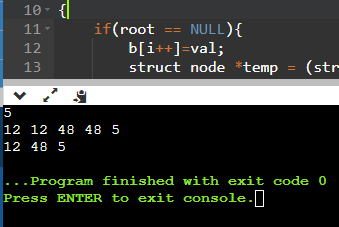 10 {
11 if(root == NULL){
12 b[i++]=val;
13 struct node *temp = (str
5
12 12 48 48 5
12 48 5
...Program finished with exit code 0
Press ENTER to exit console.